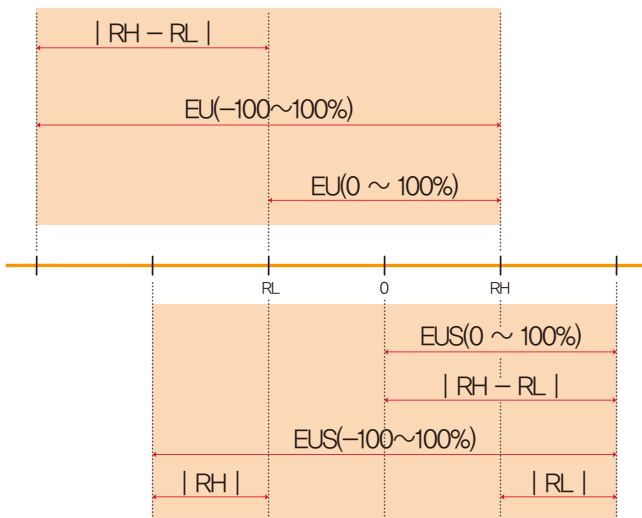 | RH − RL |
EU(−100～100%)
EU(0 ～ 100%)
RL 0 RH
EUS(0 ～ 100%)
| RH − RL |
EUS(−100～100%)
| RH | | RL |